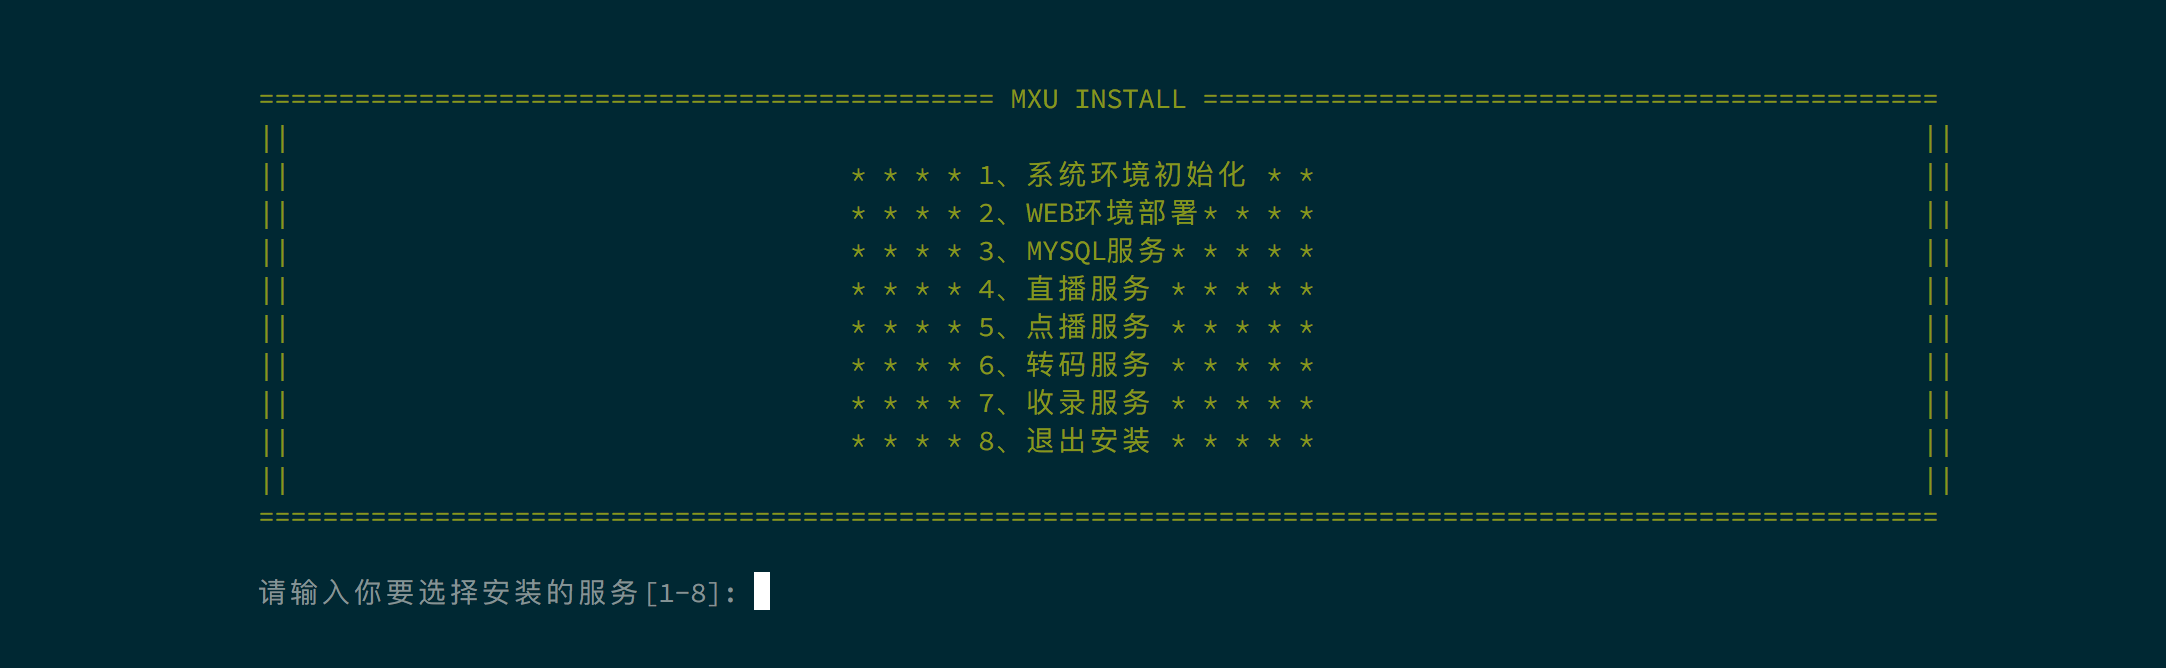 ============================================== MXU INSTALL ==============================================
|| ||
|| * * * * 1、系统环境初始化 * * ||
|| * * * * 2、WEB环境部署* * * * ||
|| * * * * 3、MYSQL服务* * * * * ||
|| * * * * 4、直播服务 * * * * * ||
|| * * * * 5、点播服务 * * * * * ||
|| * * * * 6、转码服务 * * * * * ||
|| * * * * 7、收录服务 * * * * * ||
|| * * * * 8、退出安装 * * * * * ||
|| ||
=========================================================================================================
请输入你要选择安装的服务[1-8]: